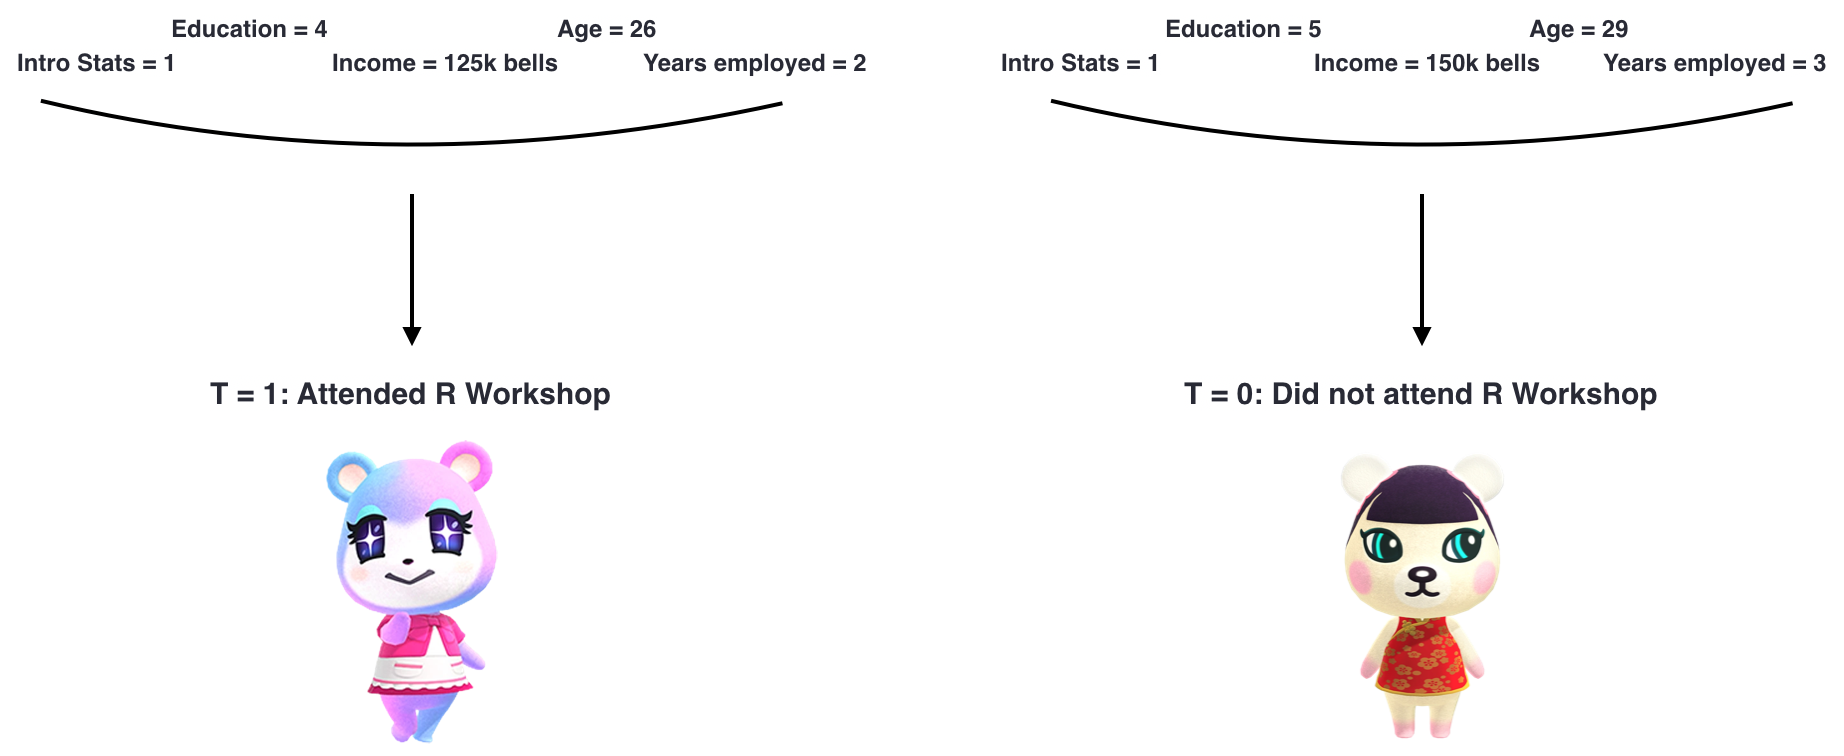 Education = 4
Age = 26
Intro Stats = 1
Income = 125k bells
Years employed = 2
T = 1: Attended R Workshop
Education = 5
Age = 29
Intro Stats = 1
Income = 150k bells
Years employed = 3
T = 0: Did not attend R Workshop